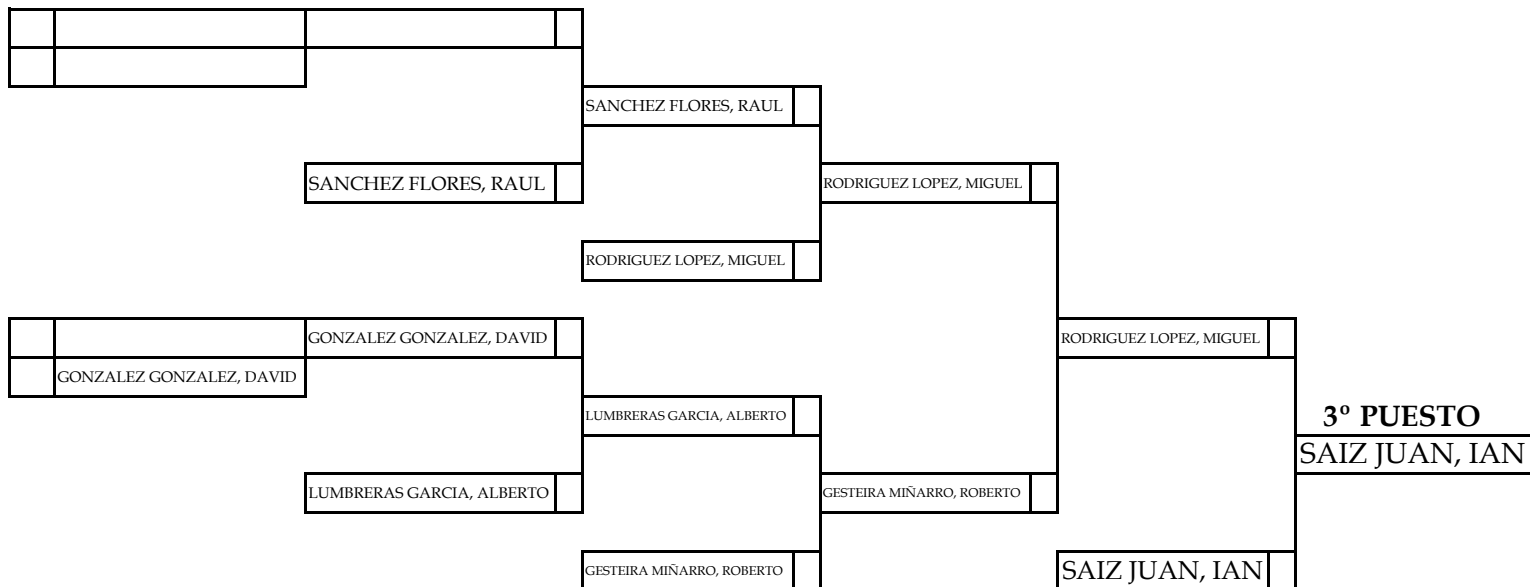 SANCHEZ FLORES, RAUL
SANCHEZ FLORES, RAUL
RODRIGUEZ LOPEZ, MIGUEL
RODRIGUEZ LOPEZ, MIGUEL
GONZALEZ GONZALEZ, DAVID
RODRIGUEZ LOPEZ, MIGUEL
GONZALEZ GONZALEZ, DAVID
LUMBRERAS GARCIA, ALBERTO
3º PUESTO
SAIZ JUAN, IAN
LUMBRERAS GARCIA, ALBERTO
GESTEIRA MIÑARRO, ROBERTO
GESTEIRA MIÑARRO, ROBERTO
SAIZ JUAN, IAN